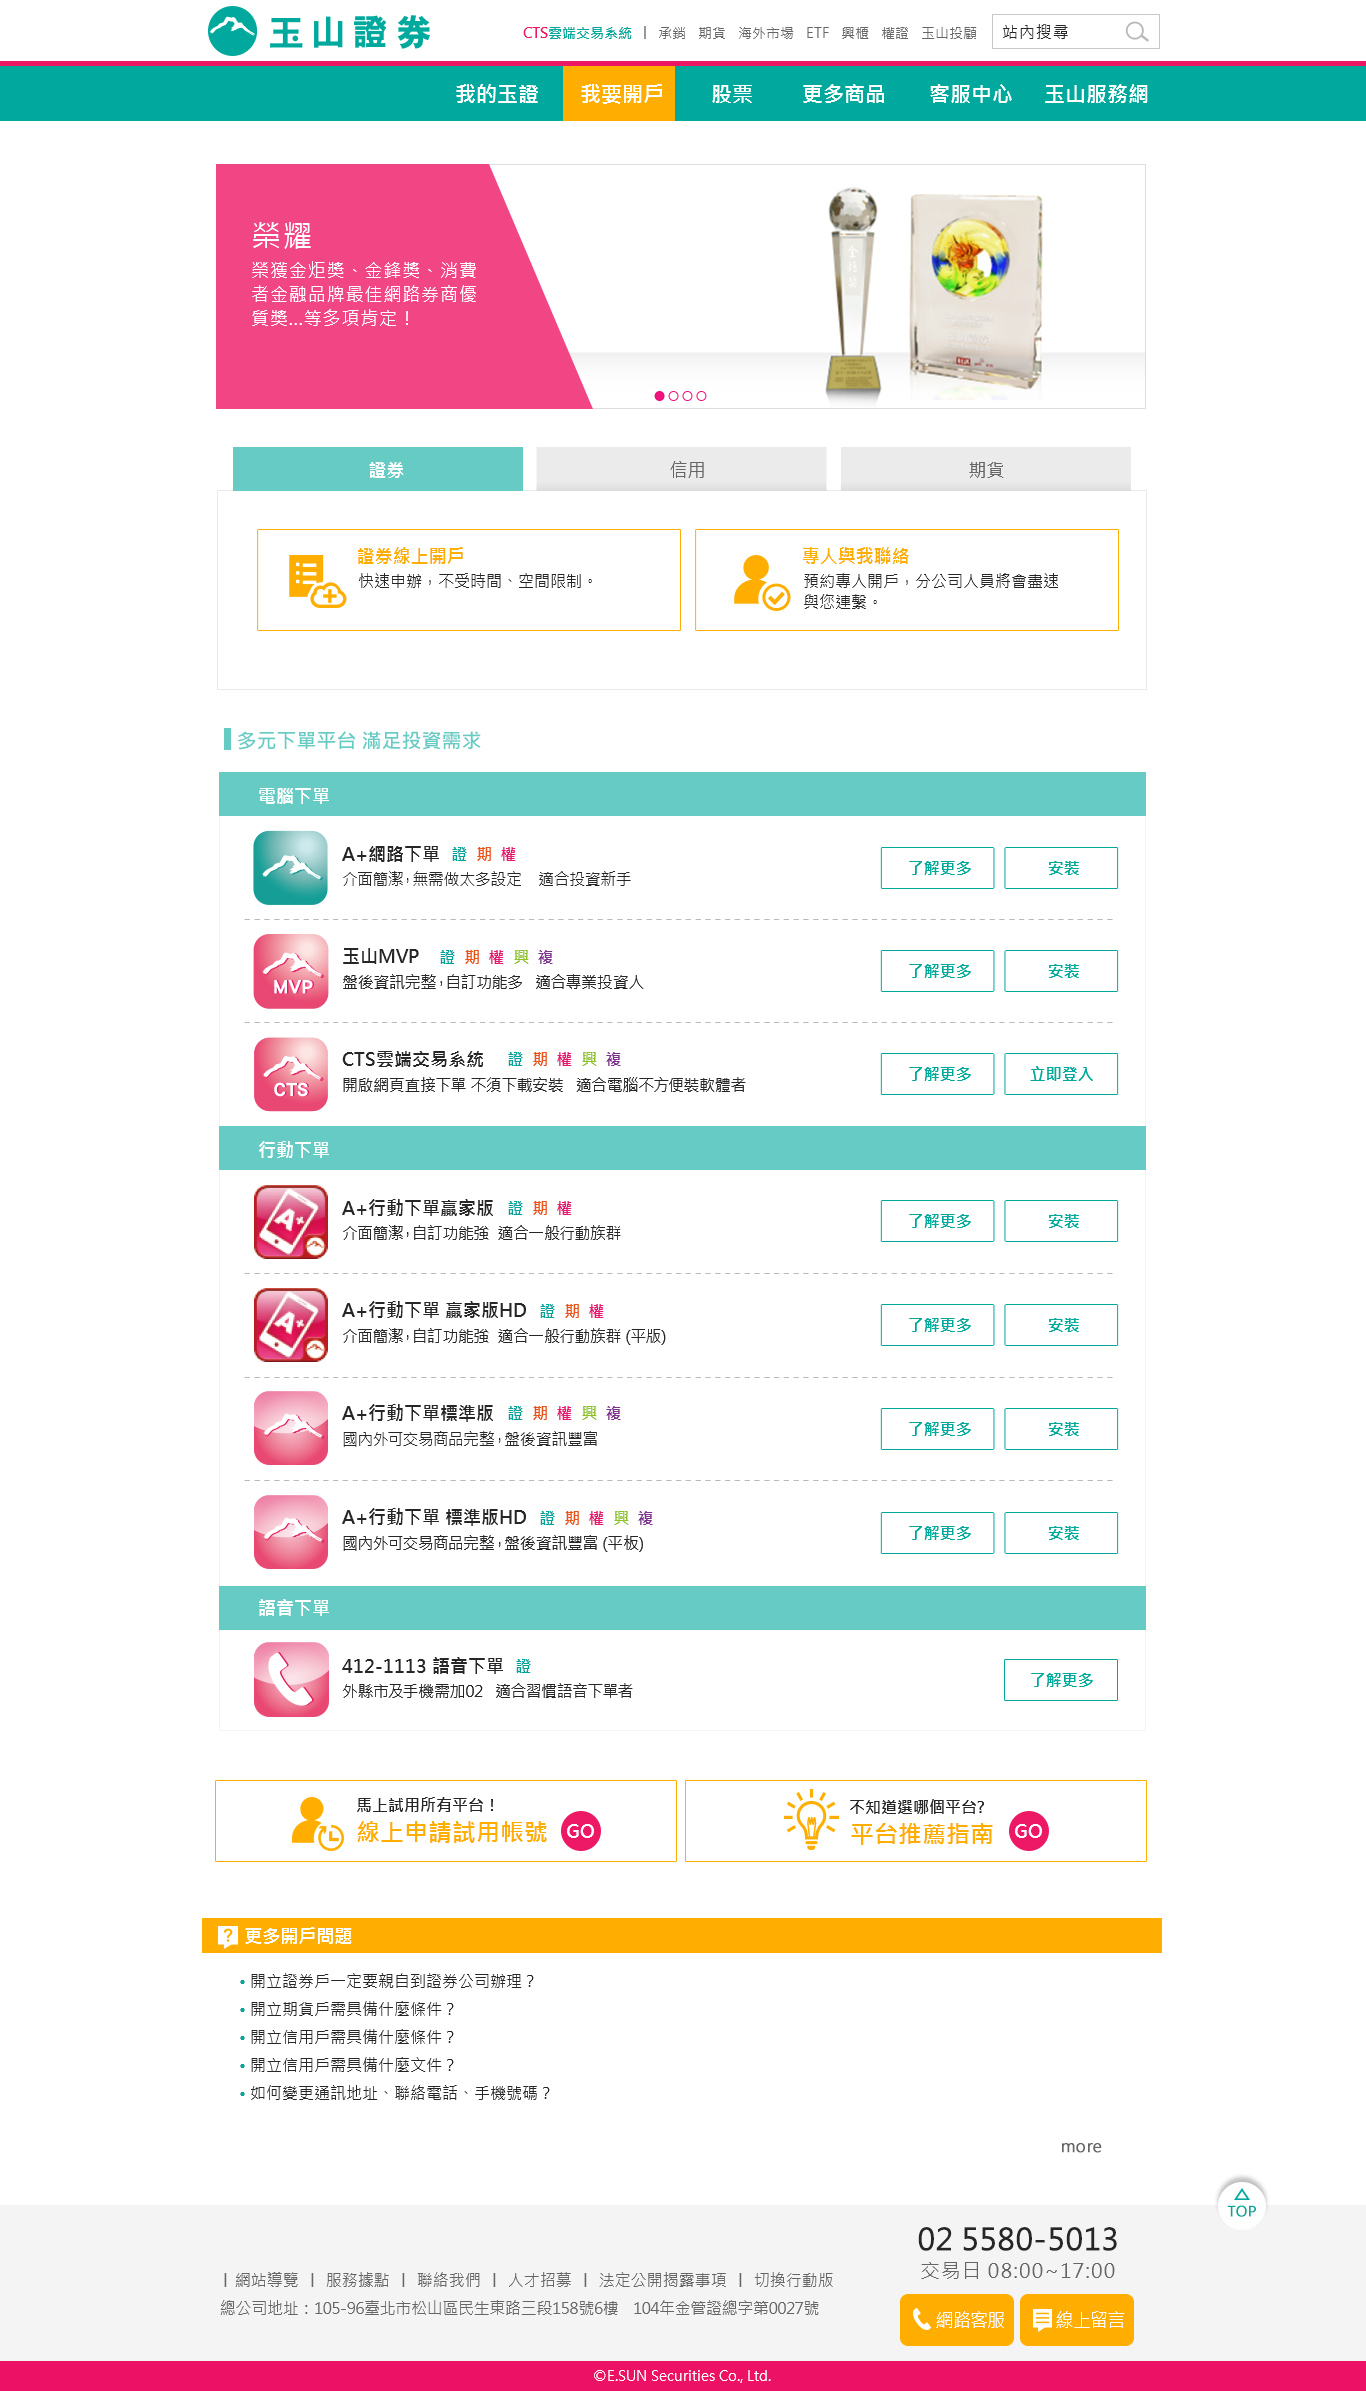 玉山證券
CTS雲端交易系統 | 承銷 期貨 海外市場 ETF 興櫃 權證 玉山投顧 站內搜尋
我的玉證 我要開戶 股票 更多商品 客服中心 玉山服務網
榮耀
榮獲金炬獎、金鋒獎、消費
者金融品牌最佳網路券商優
質獎...等多項肯定！
證券 信用 期貨
證券線上開戶
快速申辦，不受時間、空間限制。
專人與我聯絡
預約專人開戶，分公司人員將會盡速
與您連繫。
多元下單平台 滿足投資需求
電腦下單
A+網路下單 證 期 權
介面簡潔，無需做太多設定 適合投資新手
了解更多 安裝
MVP
玉山MVP 證 期 權 興 複
盤後資訊完整，自訂功能多 適合專業投資人
了解更多 安裝
CTS
CTS雲端交易系統 證 期 權 興 複
開啟網頁直接下單 不須下載安裝 適合電腦不方便裝軟體者
了解更多 立即登入
行動下單
A+
A+行動下單贏家版 證 期 權
介面簡潔，自訂功能強 適合一般行動族群
了解更多 安裝
A+
A+行動下單 贏家版HD 證 期 權
介面簡潔，自訂功能強 適合一般行動族群 (平版)
了解更多 安裝
A+行動下單標準版 證 期 權 興 複
國內外可交易商品完整，盤後資訊豐富
了解更多 安裝
A+行動下單 標準版HD 證 期 權 興 複
國內外可交易商品完整，盤後資訊豐富 (平板)
了解更多 安裝
語音下單
412-1113 語音下單 證
外縣市及手機需加02 適合習慣語音下單者
了解更多
馬上試用所有平台！
線上申請試用帳號 GO
不知道選哪個平台?
平台推薦指南 GO
? 更多開戶問題
• 開立證券戶一定要親自到證券公司辦理？
• 開立期貨戶需具備什麼條件？
• 開立信用戶需具備什麼條件？
• 開立信用戶需具備什麼文件？
• 如何變更通訊地址、聯絡電話、手機號碼？
more
TOP
02 5580-5013
交易日 08:00~17:00
| 網站導覽 | 服務據點 | 聯絡我們 | 人才招募 | 法定公開揭露事項 | 切換行動版
總公司地址：105-96臺北市松山區民生東路三段158號6樓 104年金管證總字第0027號
網路客服 線上留言
©E.SUN Securities Co., Ltd.